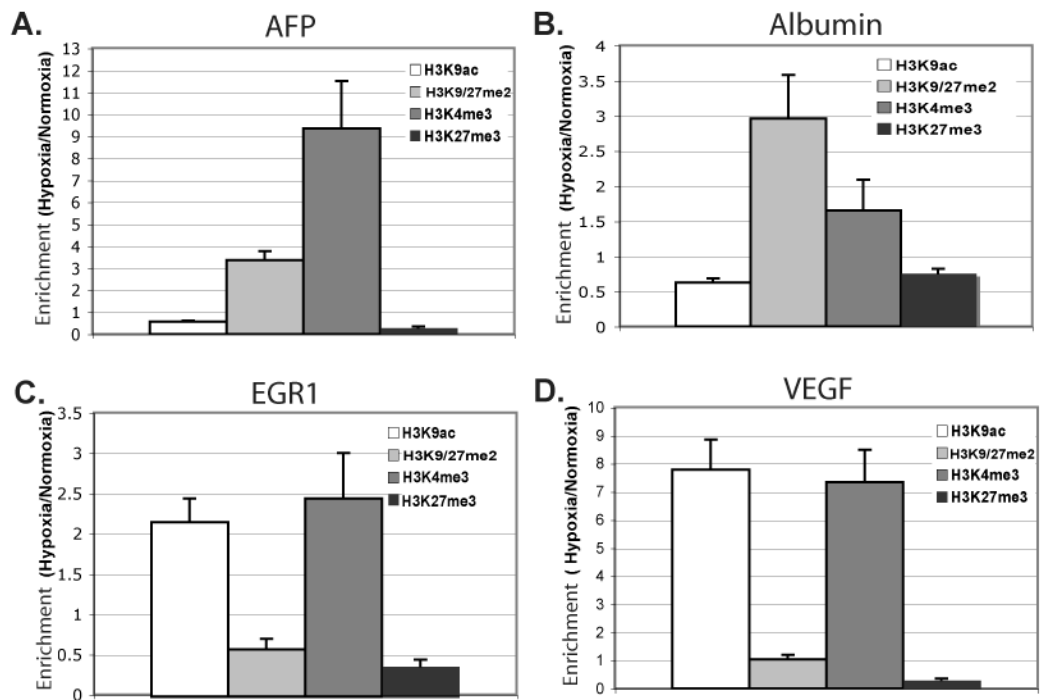 A.
AFP
Enrichment (Hypoxia/Normoxia)
13
12
11
10
9
8
7
6
5
4
3
2
1
0
H3K9ac
H3K9/27me2
H3K4me3
H3K27me3
B.
Albumin
Enrichment (Hypoxia/Normoxia)
4
3.5
3
2.5
2
1.5
1
0.5
0
H3K9ac
H3K9/27me2
H3K4me3
H3K27me3
C.
EGR1
Enrichment (Hypoxia/Normoxia)
3.5
3
2.5
2
1.5
1
0.5
0
H3K9ac
H3K9/27me2
H3K4me3
H3K27me3
D.
VEGF
Enrichment ( Hypoxia/Normoxia)
10
9
8
7
6
5
4
3
2
1
0
H3K9ac
H3K9/27me2
H3K4me3
H3K27me3